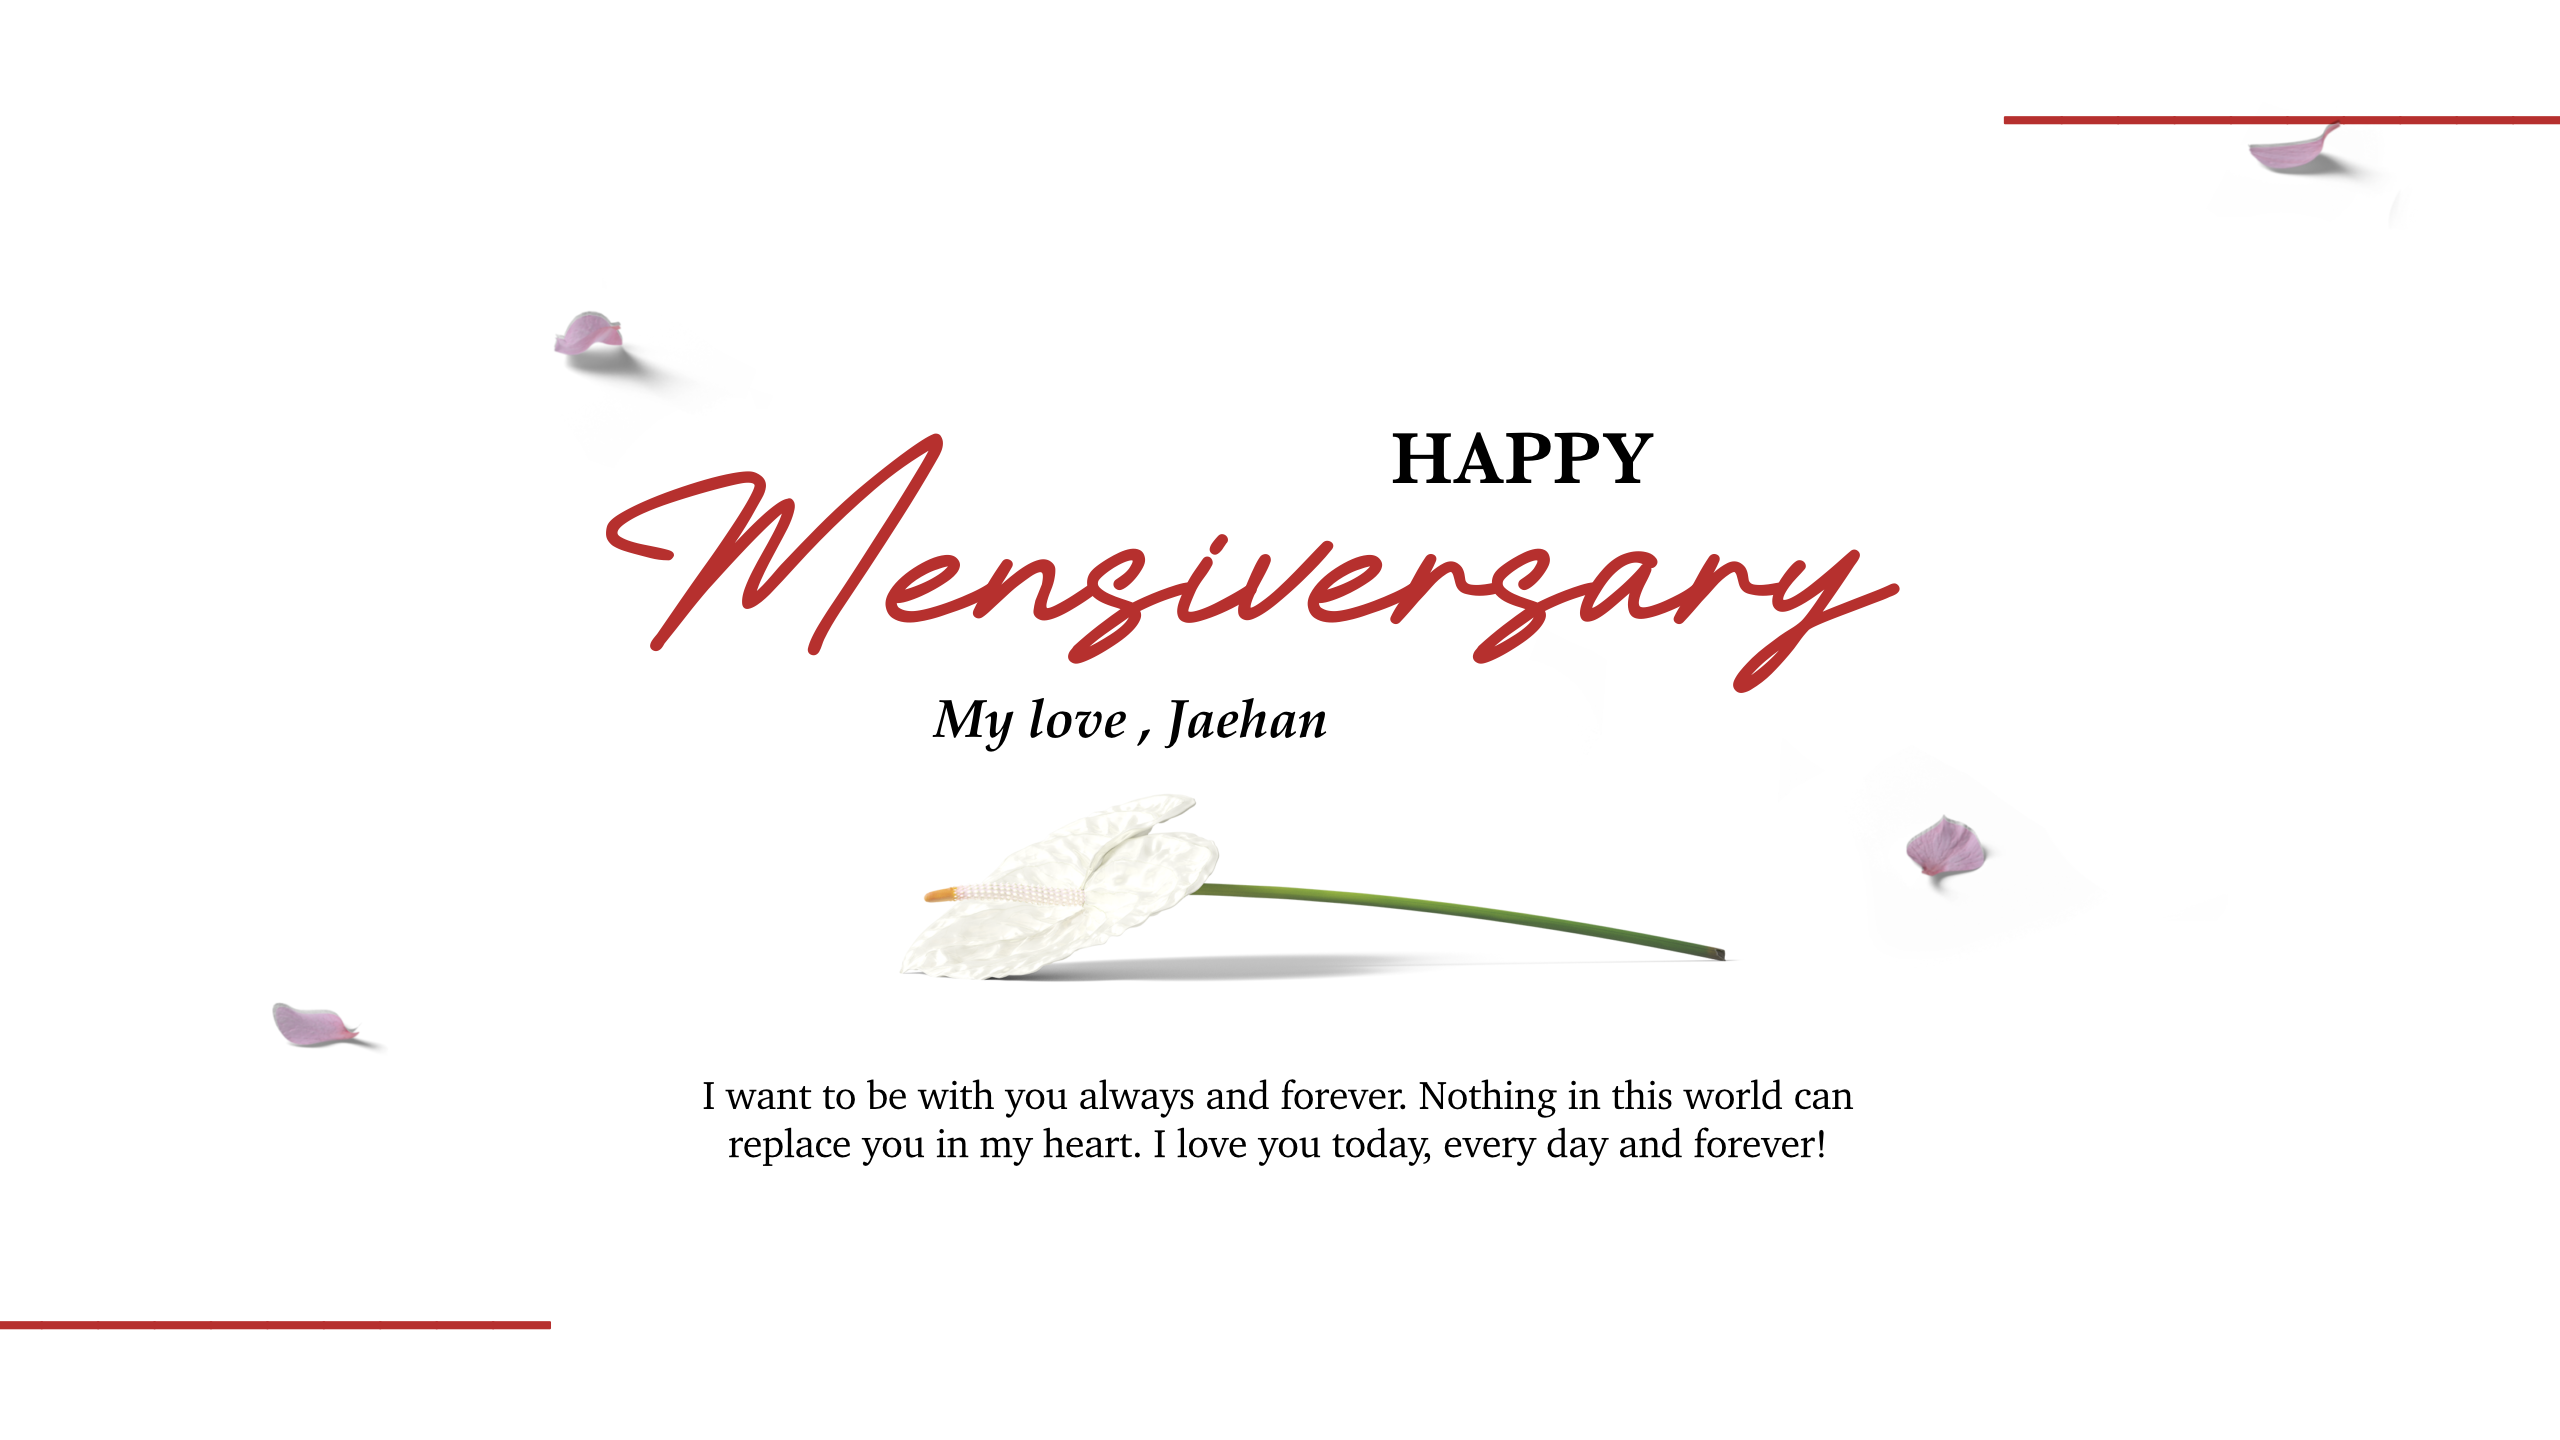 HAPPY
Mensiversary
My love , Jaehan
I want to be with you always and forever. Nothing in this world can
replace you in my heart. I love you today, every day and forever!